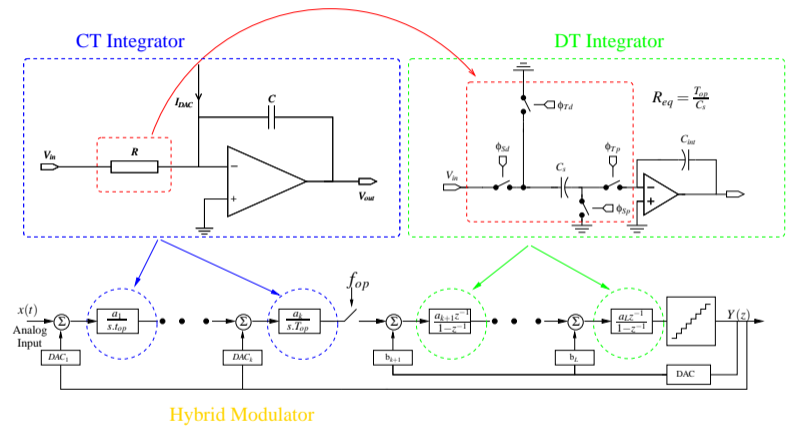 CT Integrator
DT Integrator
I_DAC
C
V_in
R
−
+
V_out
ϕ_Td
R_eq = T_op/C_s
ϕ_Sd
ϕ_Tp
C_int
V_in
C_s
−
+
ϕ_Sp
f_op
x(t)
Analog
Input
Σ
a_1/s.t_op
Σ
a_k/s.T_op
Σ
a_{k+1}z^{-1}/1−z^{-1}
Σ
a_L z^{-1}/1−z^{-1}
Y(z)
DAC_1
DAC_k
b_{k+1}
b_L
DAC
Hybrid Modulator